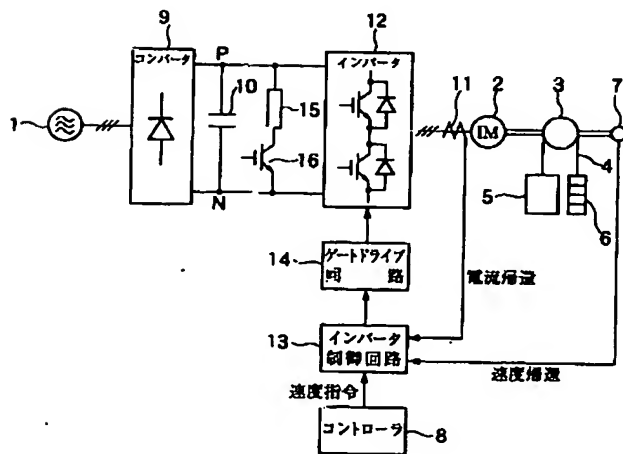 9
コンバータ
P
10
15
16
N
12
インバータ
11
2
IM
3
7
1
4
5
6
14
ゲートドライブ
回路
電流帰還
13
インバータ
制御回路
速度帰還
速度指令
コントローラ
8